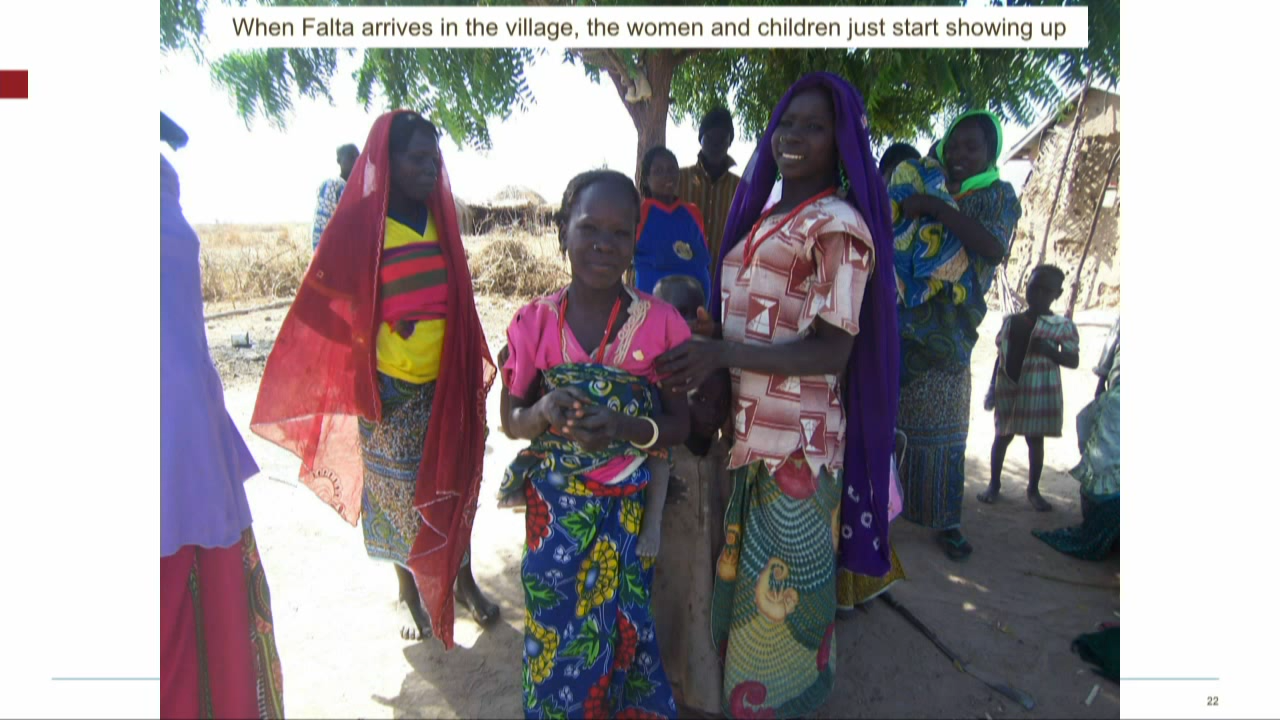 When Falta arrives in the village, the women and children just start showing up
22